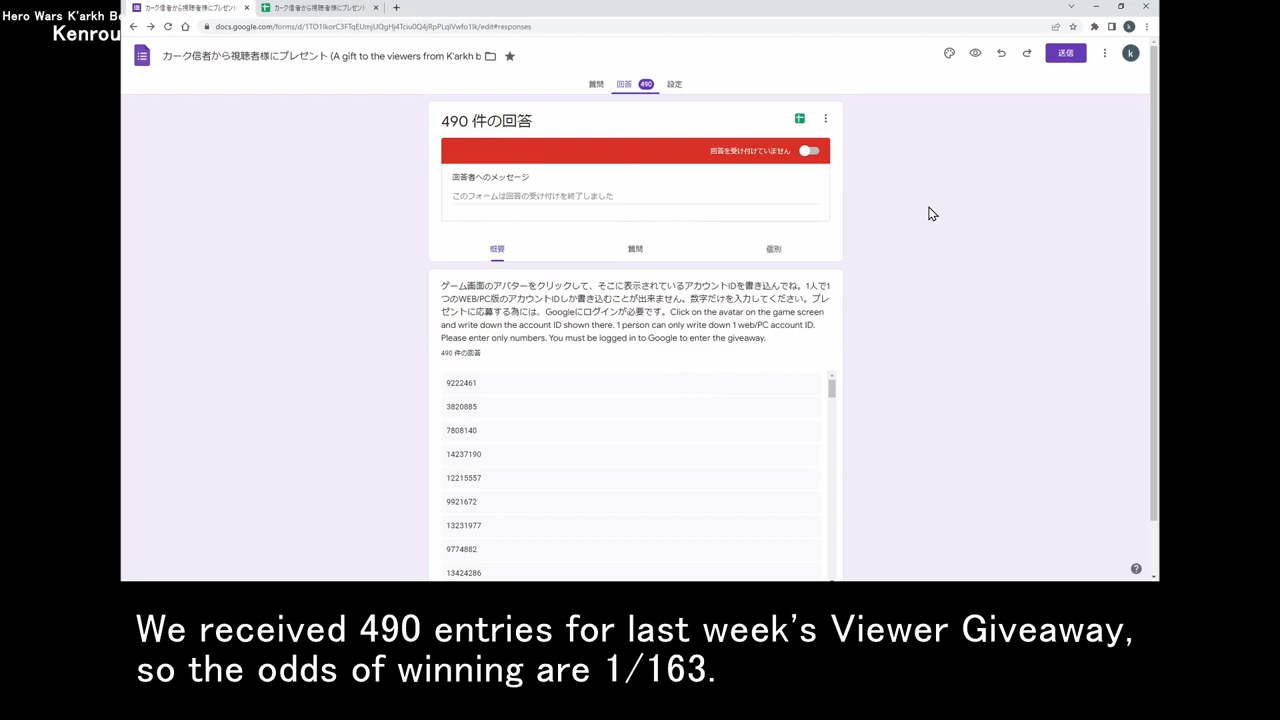 Hero Wars K'arkh Be
Kenrou
カーク信者から視聴者様にプレゼント
カーク信者から視聴者様にプレゼント
docs.google.com/forms/d/1TO1IkorC3FTqEUmjUQgHj4Tciu0Q4jRpPLqlVwfo1Ik/edit#responses
カーク信者から視聴者様にプレゼント (A gift to the viewers from K'arkh b
送信
k
質問 回答 490 設定
490 件の回答
回答を受け付けていません
回答者へのメッセージ
このフォームは回答の受け付けを終了しました
概要 質問 個別
ゲーム画面のアバターをクリックして、そこに表示されているアカウントIDを書き込んでね。1人で1
つのWEB/PC版のアカウントIDしか書き込むことが出来ません。数字だけを入力してください。プレ
ゼントに応募する為には、Googleにログインが必要です。Click on the avatar on the game screen
and write down the account ID shown there. 1 person can only write down 1 web/PC account ID.
Please enter only numbers. You must be logged in to Google to enter the giveaway.
490 件の回答
9222461
3820885
7808140
14237190
12215557
9921672
13231977
9774882
13424286
We received 490 entries for last week's Viewer Giveaway,
so the odds of winning are 1/163.